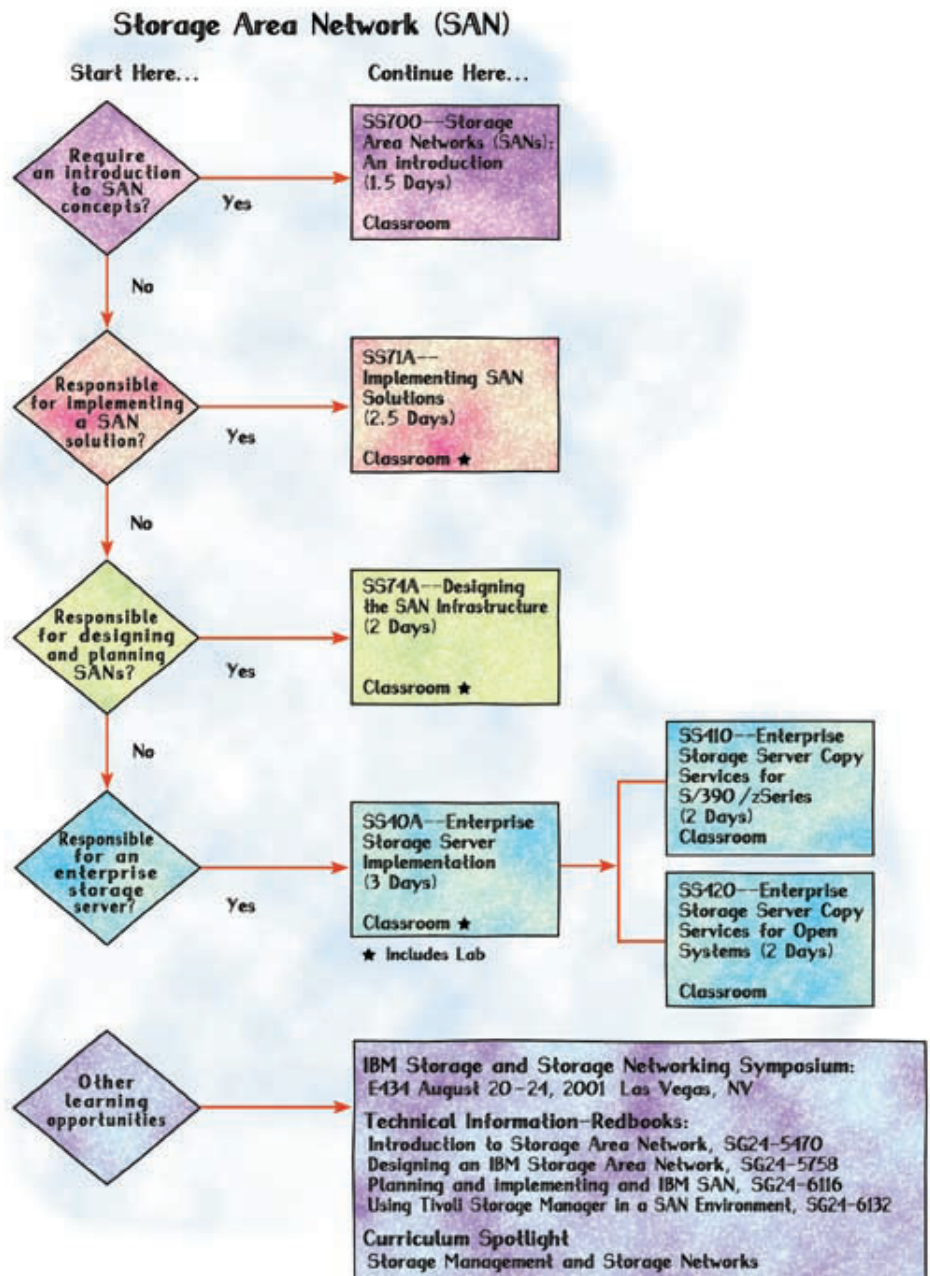 Storage Area Network (SAN)
Start Here...
Continue Here...
Require
an introduction
to SAN
concepts?
Yes
SS700--Storage
Area Networks (SANs):
An introduction
(1.5 Days)
Classroom
No
Responsible
for implementing
a SAN
solution?
Yes
SS71A--
Implementing SAN
Solutions
(2.5 Days)
Classroom ★
No
Responsible
for designing
and planning
SANs?
Yes
SS74A--Designing
the SAN Infrastructure
(2 Days)
Classroom ★
No
Responsible
for an
enterprise
storage
server?
Yes
SS40A--Enterprise
Storage Server
Implementation
(3 Days)
Classroom ★
★ Includes Lab
SS410--Enterprise
Storage Server Copy
Services for
S/390 /zSeries
(2 Days)
Classroom
SS420--Enterprise
Storage Server Copy
Services for Open
Systems (2 Days)
Classroom
Other
learning
opportunities
IBM Storage and Storage Networking Symposium:
E434 August 20-24, 2001 Las Vegas, NV
Technical Information-Redbooks:
Introduction to Storage Area Network, SG24-5470
Designing an IBM Storage Area Network, SG24-5758
Planning and implementing and IBM SAN, SG24-6116
Using Tivoli Storage Manager in a SAN Environment, SG24-6132
Curriculum Spotlight
Storage Management and Storage Networks